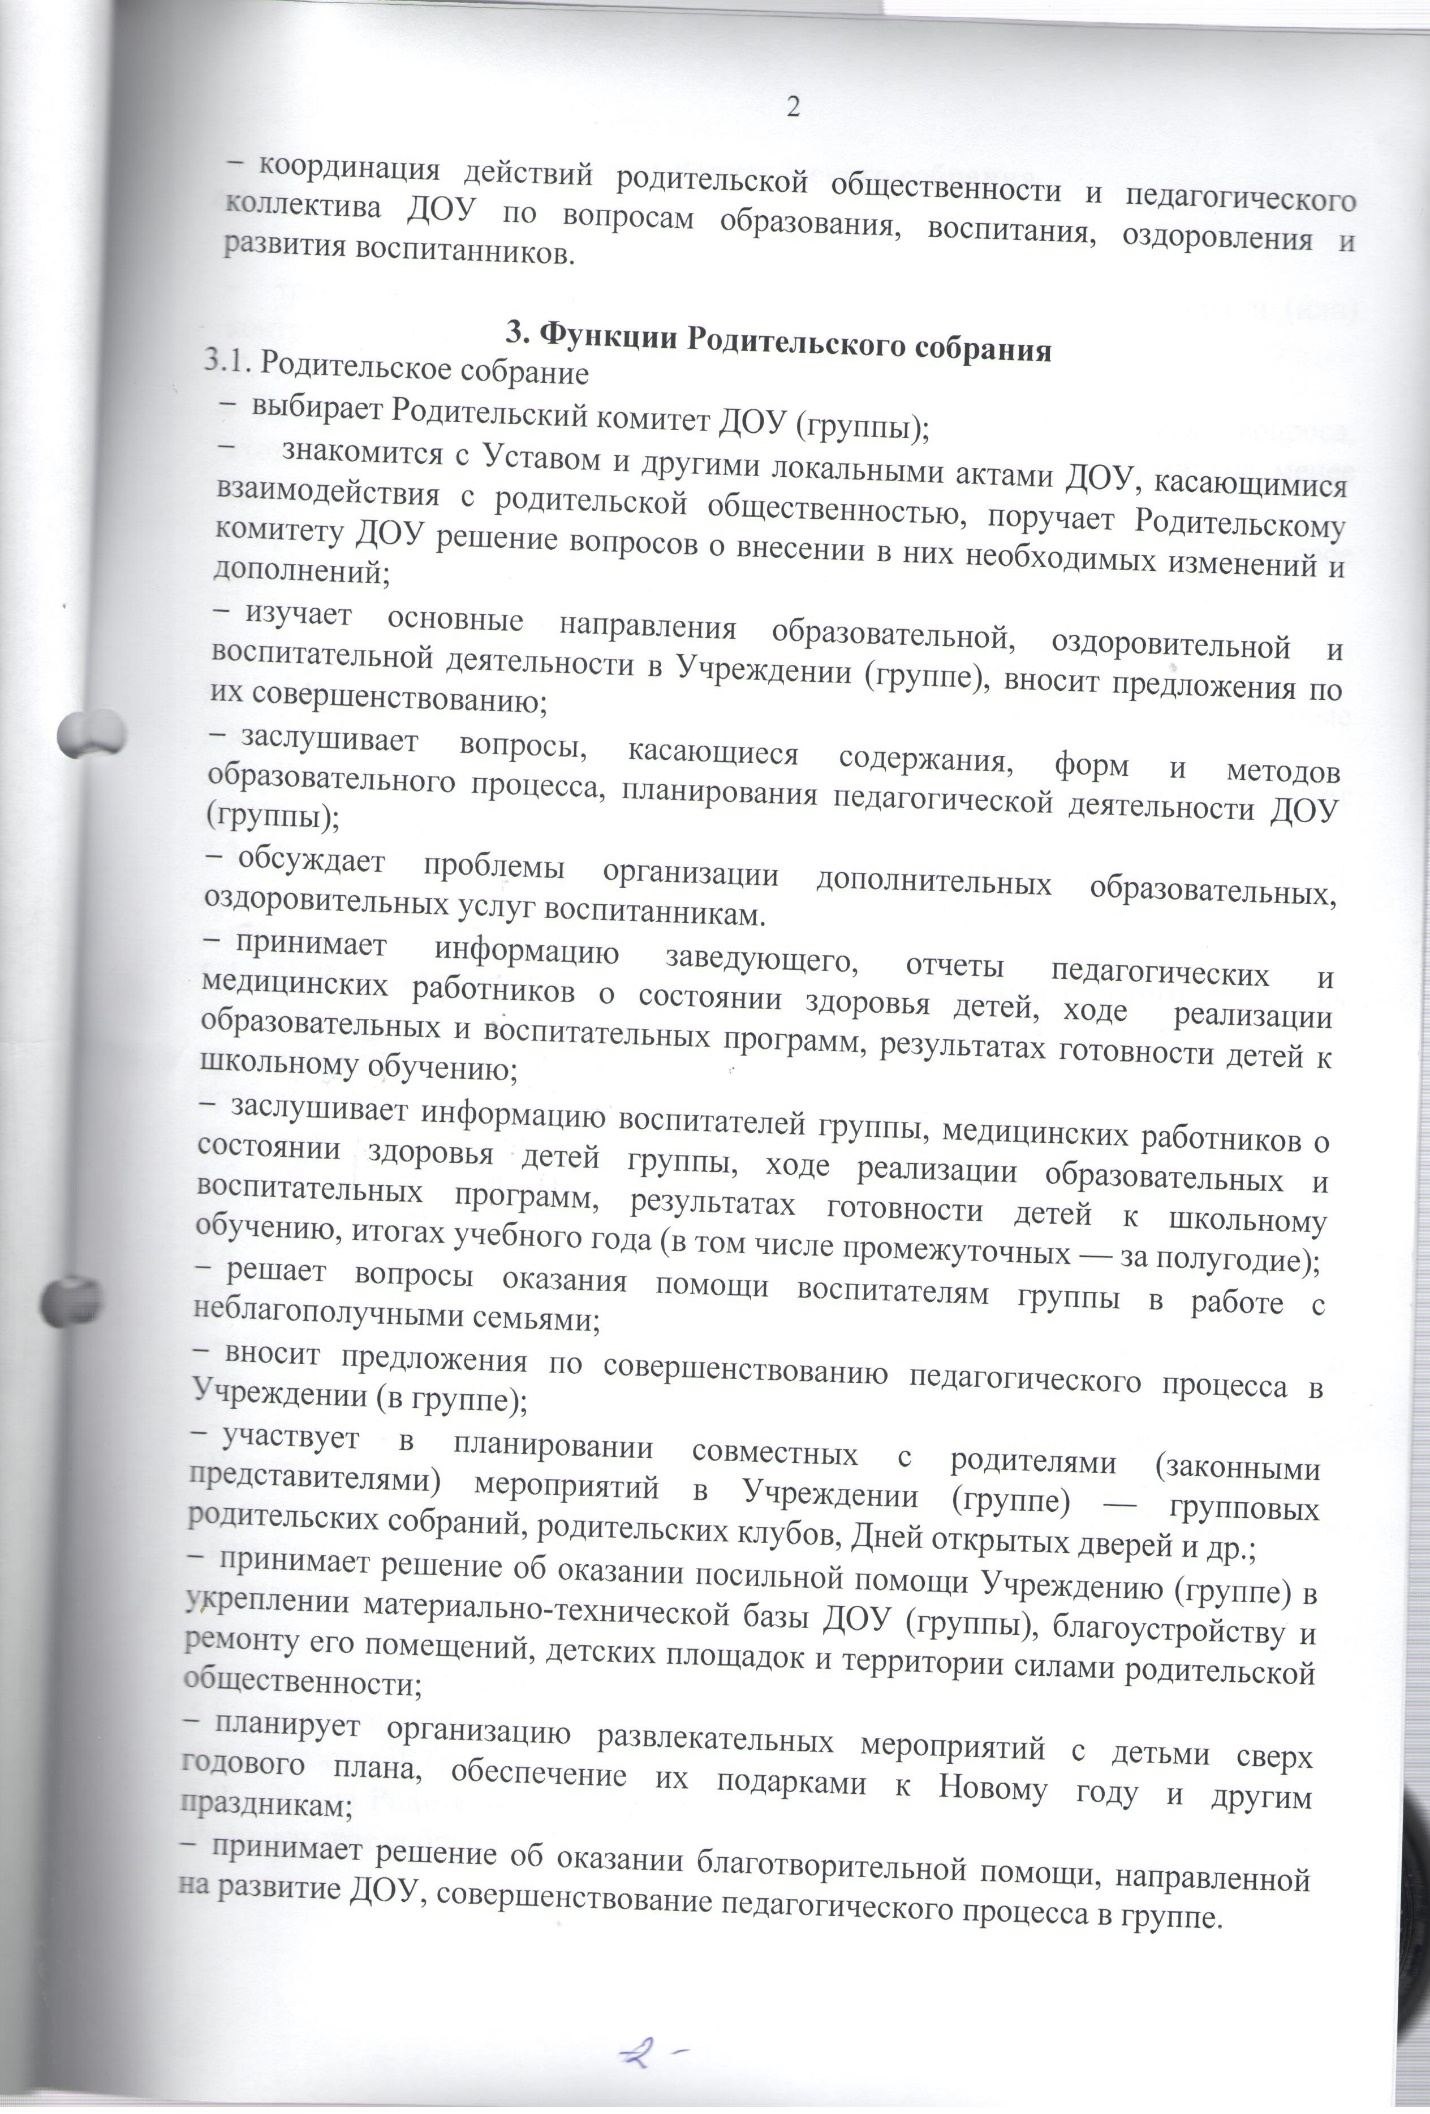 2
– координация действий родительской общественности и педагогического
коллектива ДОУ по вопросам образования, воспитания, оздоровления и
развития воспитанников.
3. Функции Родительского собрания
3.1. Родительское собрание
– выбирает Родительский комитет ДОУ (группы);
– знакомится с Уставом и другими локальными актами ДОУ, касающимися
взаимодействия с родительской общественностью, поручает Родительскому
комитету ДОУ решение вопросов о внесении в них необходимых изменений и
дополнений;
– изучает основные направления образовательной, оздоровительной и
воспитательной деятельности в Учреждении (группе), вносит предложения по
их совершенствованию;
– заслушивает вопросы, касающиеся содержания, форм и методов
образовательного процесса, планирования педагогической деятельности ДОУ
(группы);
– обсуждает проблемы организации дополнительных образовательных,
оздоровительных услуг воспитанникам.
– принимает информацию заведующего, отчеты педагогических и
медицинских работников о состоянии здоровья детей, ходе реализации
образовательных и воспитательных программ, результатах готовности детей к
школьному обучению;
– заслушивает информацию воспитателей группы, медицинских работников о
состоянии здоровья детей группы, ходе реализации образовательных и
воспитательных программ, результатах готовности детей к школьному
обучению, итогах учебного года (в том числе промежуточных — за полугодие);
– решает вопросы оказания помощи воспитателям группы в работе с
неблагополучными семьями;
– вносит предложения по совершенствованию педагогического процесса в
Учреждении (в группе);
– участвует в планировании совместных с родителями (законными
представителями) мероприятий в Учреждении (группе) — групповых
родительских собраний, родительских клубов, Дней открытых дверей и др.;
– принимает решение об оказании посильной помощи Учреждению (группе) в
укреплении материально-технической базы ДОУ (группы), благоустройству и
ремонту его помещений, детских площадок и территории силами родительской
общественности;
– планирует организацию развлекательных мероприятий с детьми сверх
годового плана, обеспечение их подарками к Новому году и другим
праздникам;
– принимает решение об оказании благотворительной помощи, направленной
на развитие ДОУ, совершенствование педагогического процесса в группе.
-2-